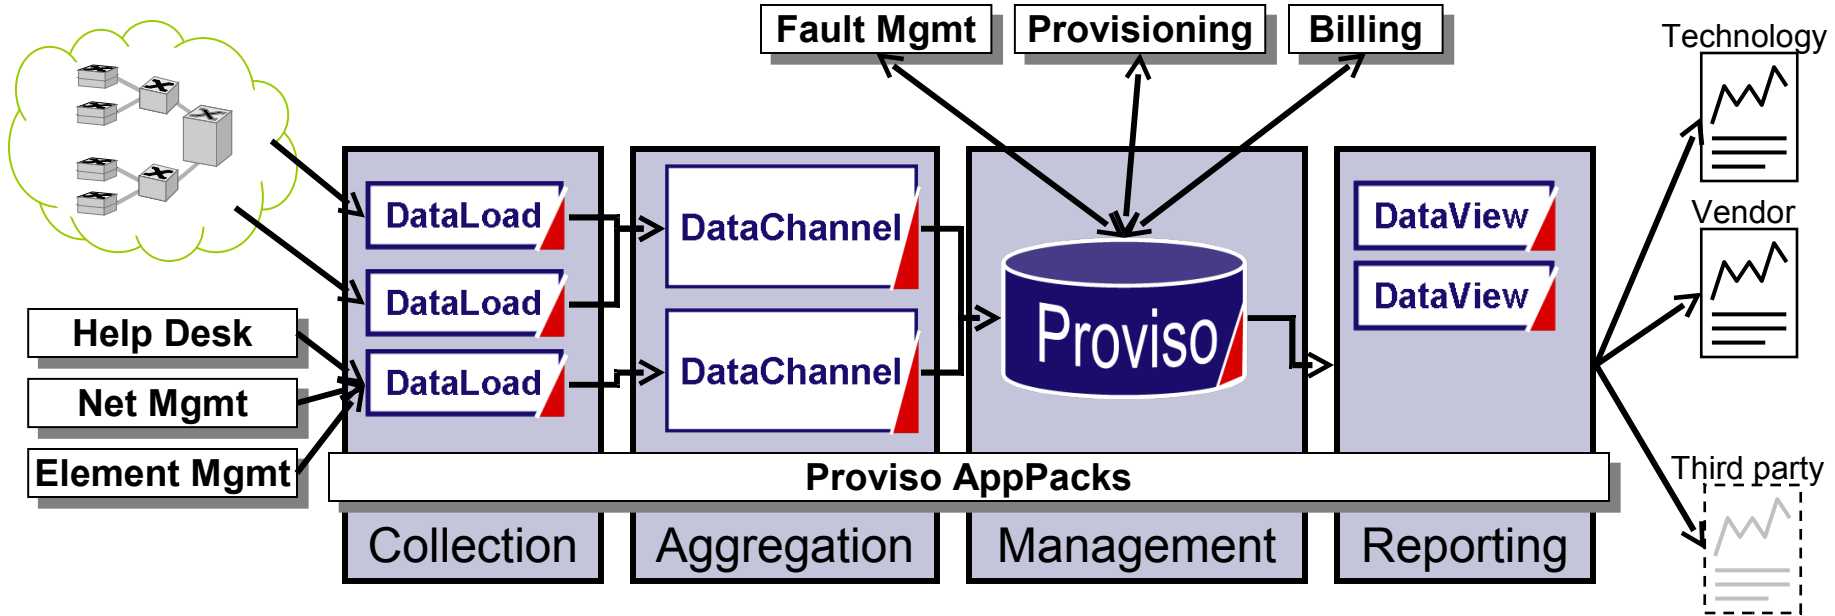 Fault Mgmt
Provisioning
Billing
Technology
Vendor
Third party
Help Desk
Net Mgmt
Element Mgmt
DataLoad
DataLoad
DataLoad
DataChannel
DataChannel
Proviso
DataView
DataView
Proviso AppPacks
Collection
Aggregation
Management
Reporting